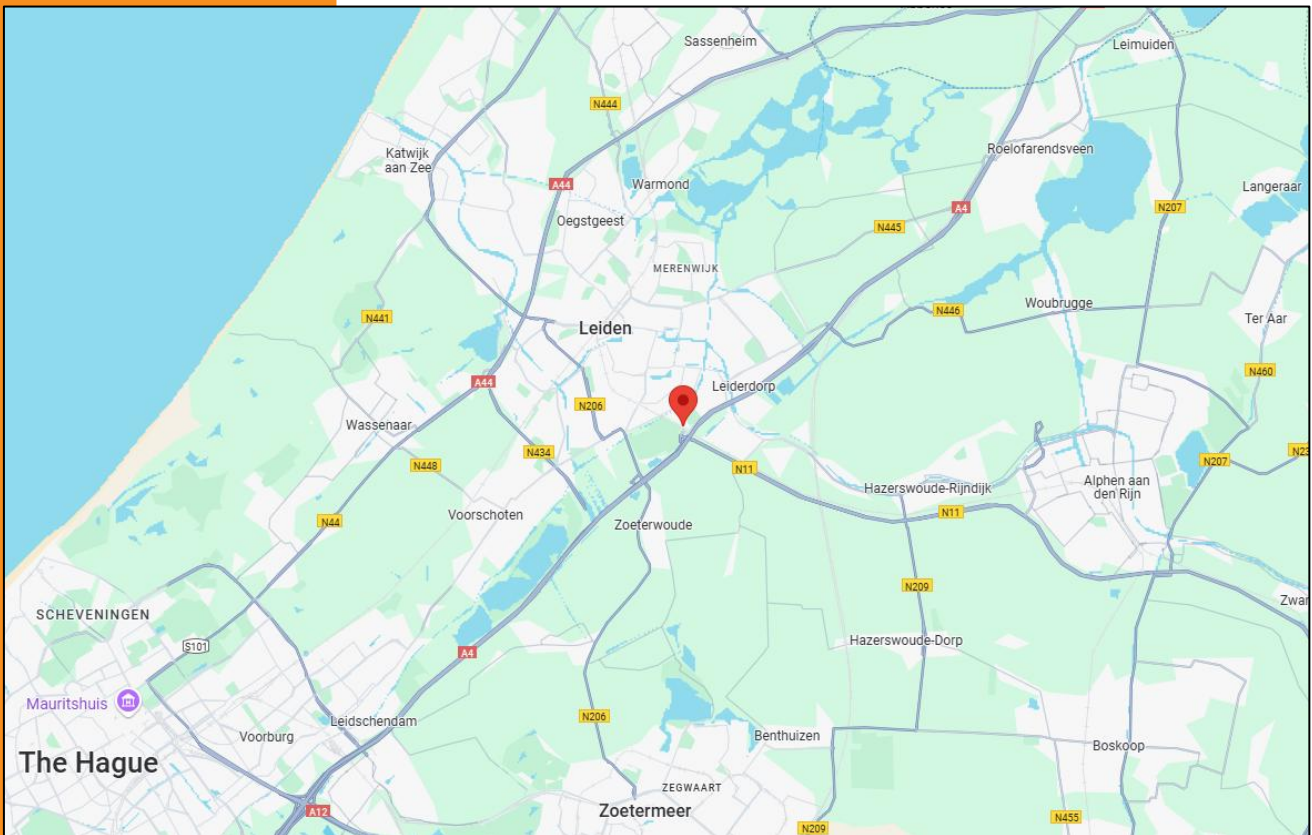 Sassenheim
Leimuiden
N444
Katwijk
aan Zee
Roelofarendsveen
A44
Warmond
Langeraar
Oegstgeest
A4
N207
N445
MERENWIJK
Woubrugge
N446
N441
Ter Aar
Leiden
N460
A44
Leiderdorp
N206
Wassenaar
N434
N448
N11
N207
Alphen aan
den Rijn
Hazerswoude-Rijndijk
Voorschoten
N44
Zoeterwoude
N11
N209
SCHEVENINGEN
Hazerswoude-Dorp
S101
A4
Mauritshuis
Leidschendam
N206
Voorburg
Benthuizen
Boskoop
The Hague
ZEGWAART
A12
Zoetermeer
N209
N455